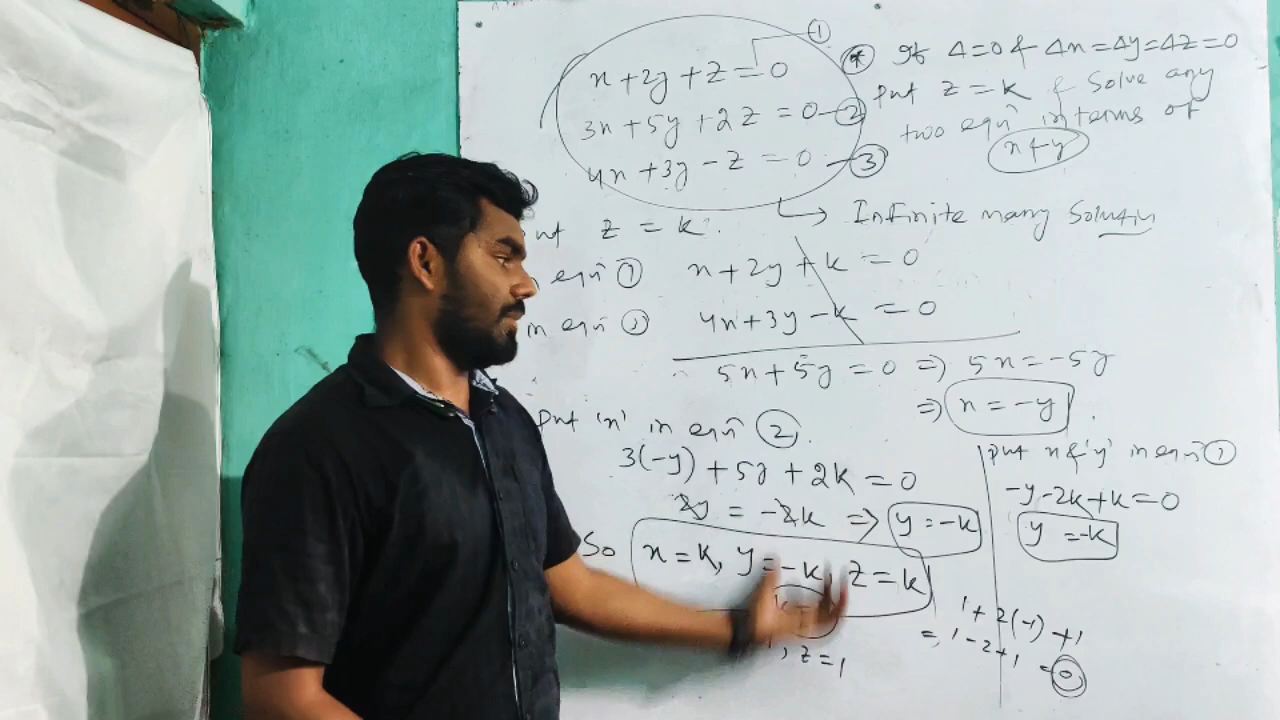 x + 2y + z = 0 ①
3x + 5y + 2z = 0 - ②
4x + 3y - z = 0 - ③
* If Δ=0 & Δx=Δy=Δz=0
Put z = k & Solve any
two eqn in terms of
x & y
↳ Infinite many Solution
z = k.
eqn ① x + 2y + k = 0
in eqn 4x + 3y - k = 0
5x + 5y = 0 ⇒ 5x = -5y
⇒ x = -y.
Put 'x' in eqn ②.
3(-y) + 5y + 2k = 0
2y = -2k ⇒ y = -k
So x = k, y = -k, z = k
, z = 1
Put x & 'y' in eqn ①
-y - 2k + k = 0
y = -k
1 + 2(-1) + 1
= 1 - 2 + 1
= 0